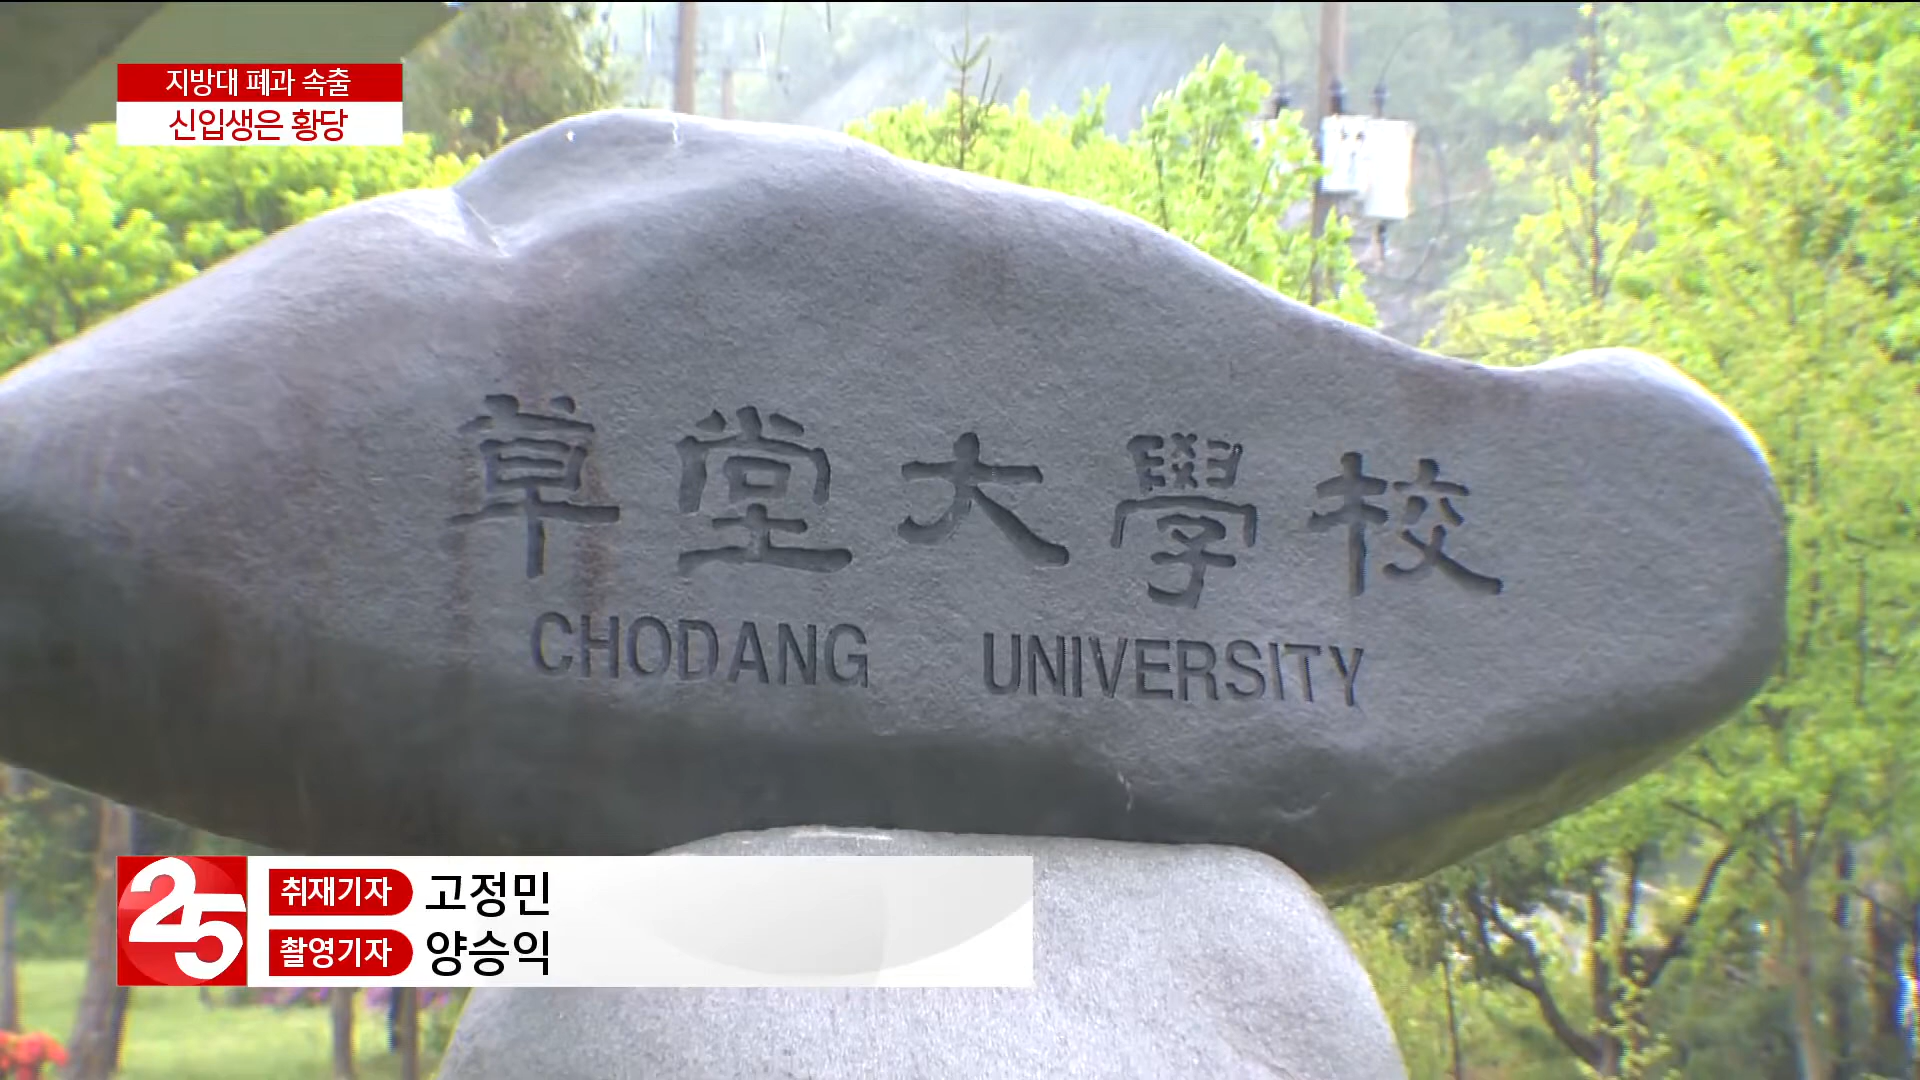 지방대 폐과 속출
신입생은 황당
草堂大學校
CHODANG UNIVERSITY
25
취재기자 고정민
촬영기자 양승익